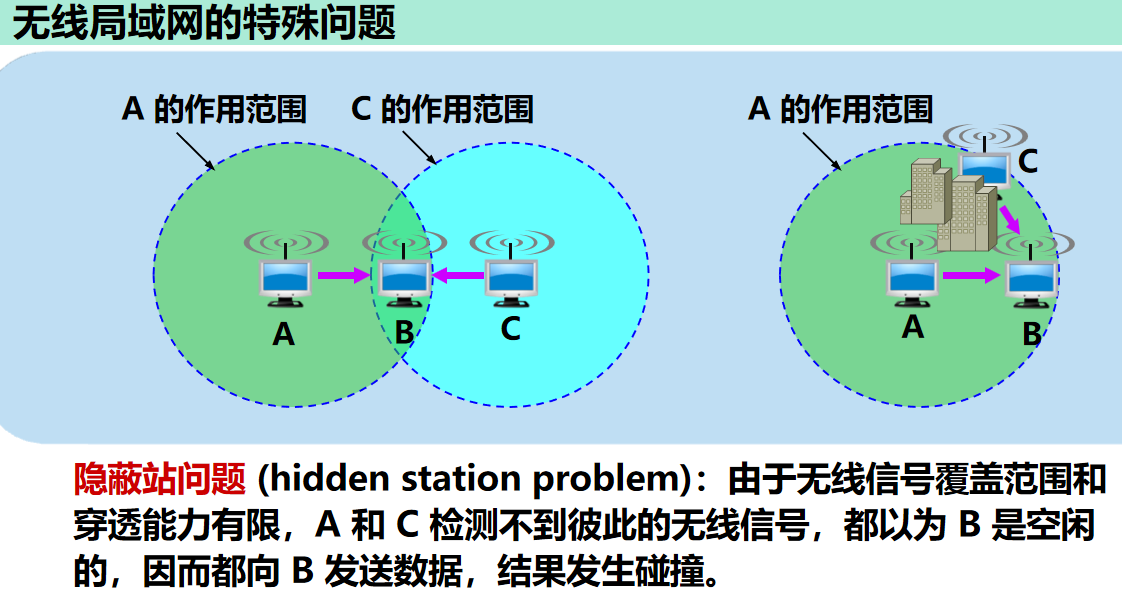 无线局域网的特殊问题
A 的作用范围
C 的作用范围
A 的作用范围
C
A
B
C
A
B
隐蔽站问题 (hidden station problem)：由于无线信号覆盖范围和
穿透能力有限，A 和 C 检测不到彼此的无线信号，都以为 B 是空闲
的，因而都向 B 发送数据，结果发生碰撞。